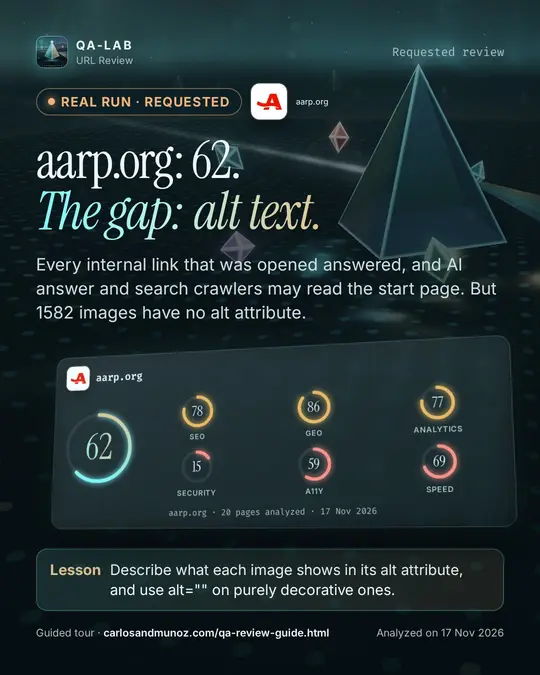 QA-LAB
URL Review
Requested review
REAL RUN · REQUESTED
aarp.org
aarp.org: 62.
The gap: alt text.
Every internal link that was opened answered, and AI
answer and search crawlers may read the start page. But
1582 images have no alt attribute.
aarp.org
62
78
SEO
86
GEO
77
ANALYTICS
15
SECURITY
59
A11Y
69
SPEED
aarp.org · 20 pages analyzed · 17 Nov 2026
Lesson Describe what each image shows in its alt attribute,
and use alt="" on purely decorative ones.
Guided tour · carlosandmunoz.com/qa-review-guide.html
Analyzed on 17 Nov 2026